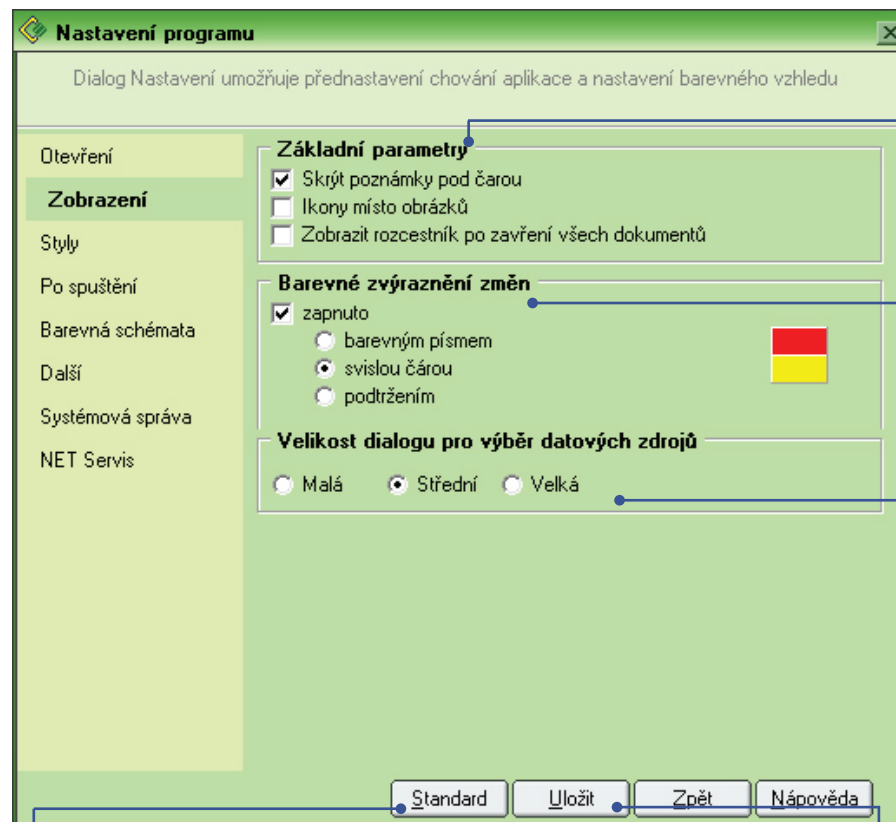 Nastavení programu
Dialog Nastavení umožňuje přednastavení chování aplikace a nastavení barevného vzhledu
Otevření
Zobrazení
Styly
Po spuštění
Barevná schémata
Další
Systémová správa
NET Servis
Základní parametry
Skrýt poznámky pod čarou
Ikony místo obrázků
Zobrazit rozcestník po zavření všech dokumentů
Barevné zvýraznění změn
zapnuto
barevným písmem
svislou čárou
podtržením
Velikost dialogu pro výběr datových zdrojů
Malá Střední Velká
Standard Uložit Zpět Nápověda